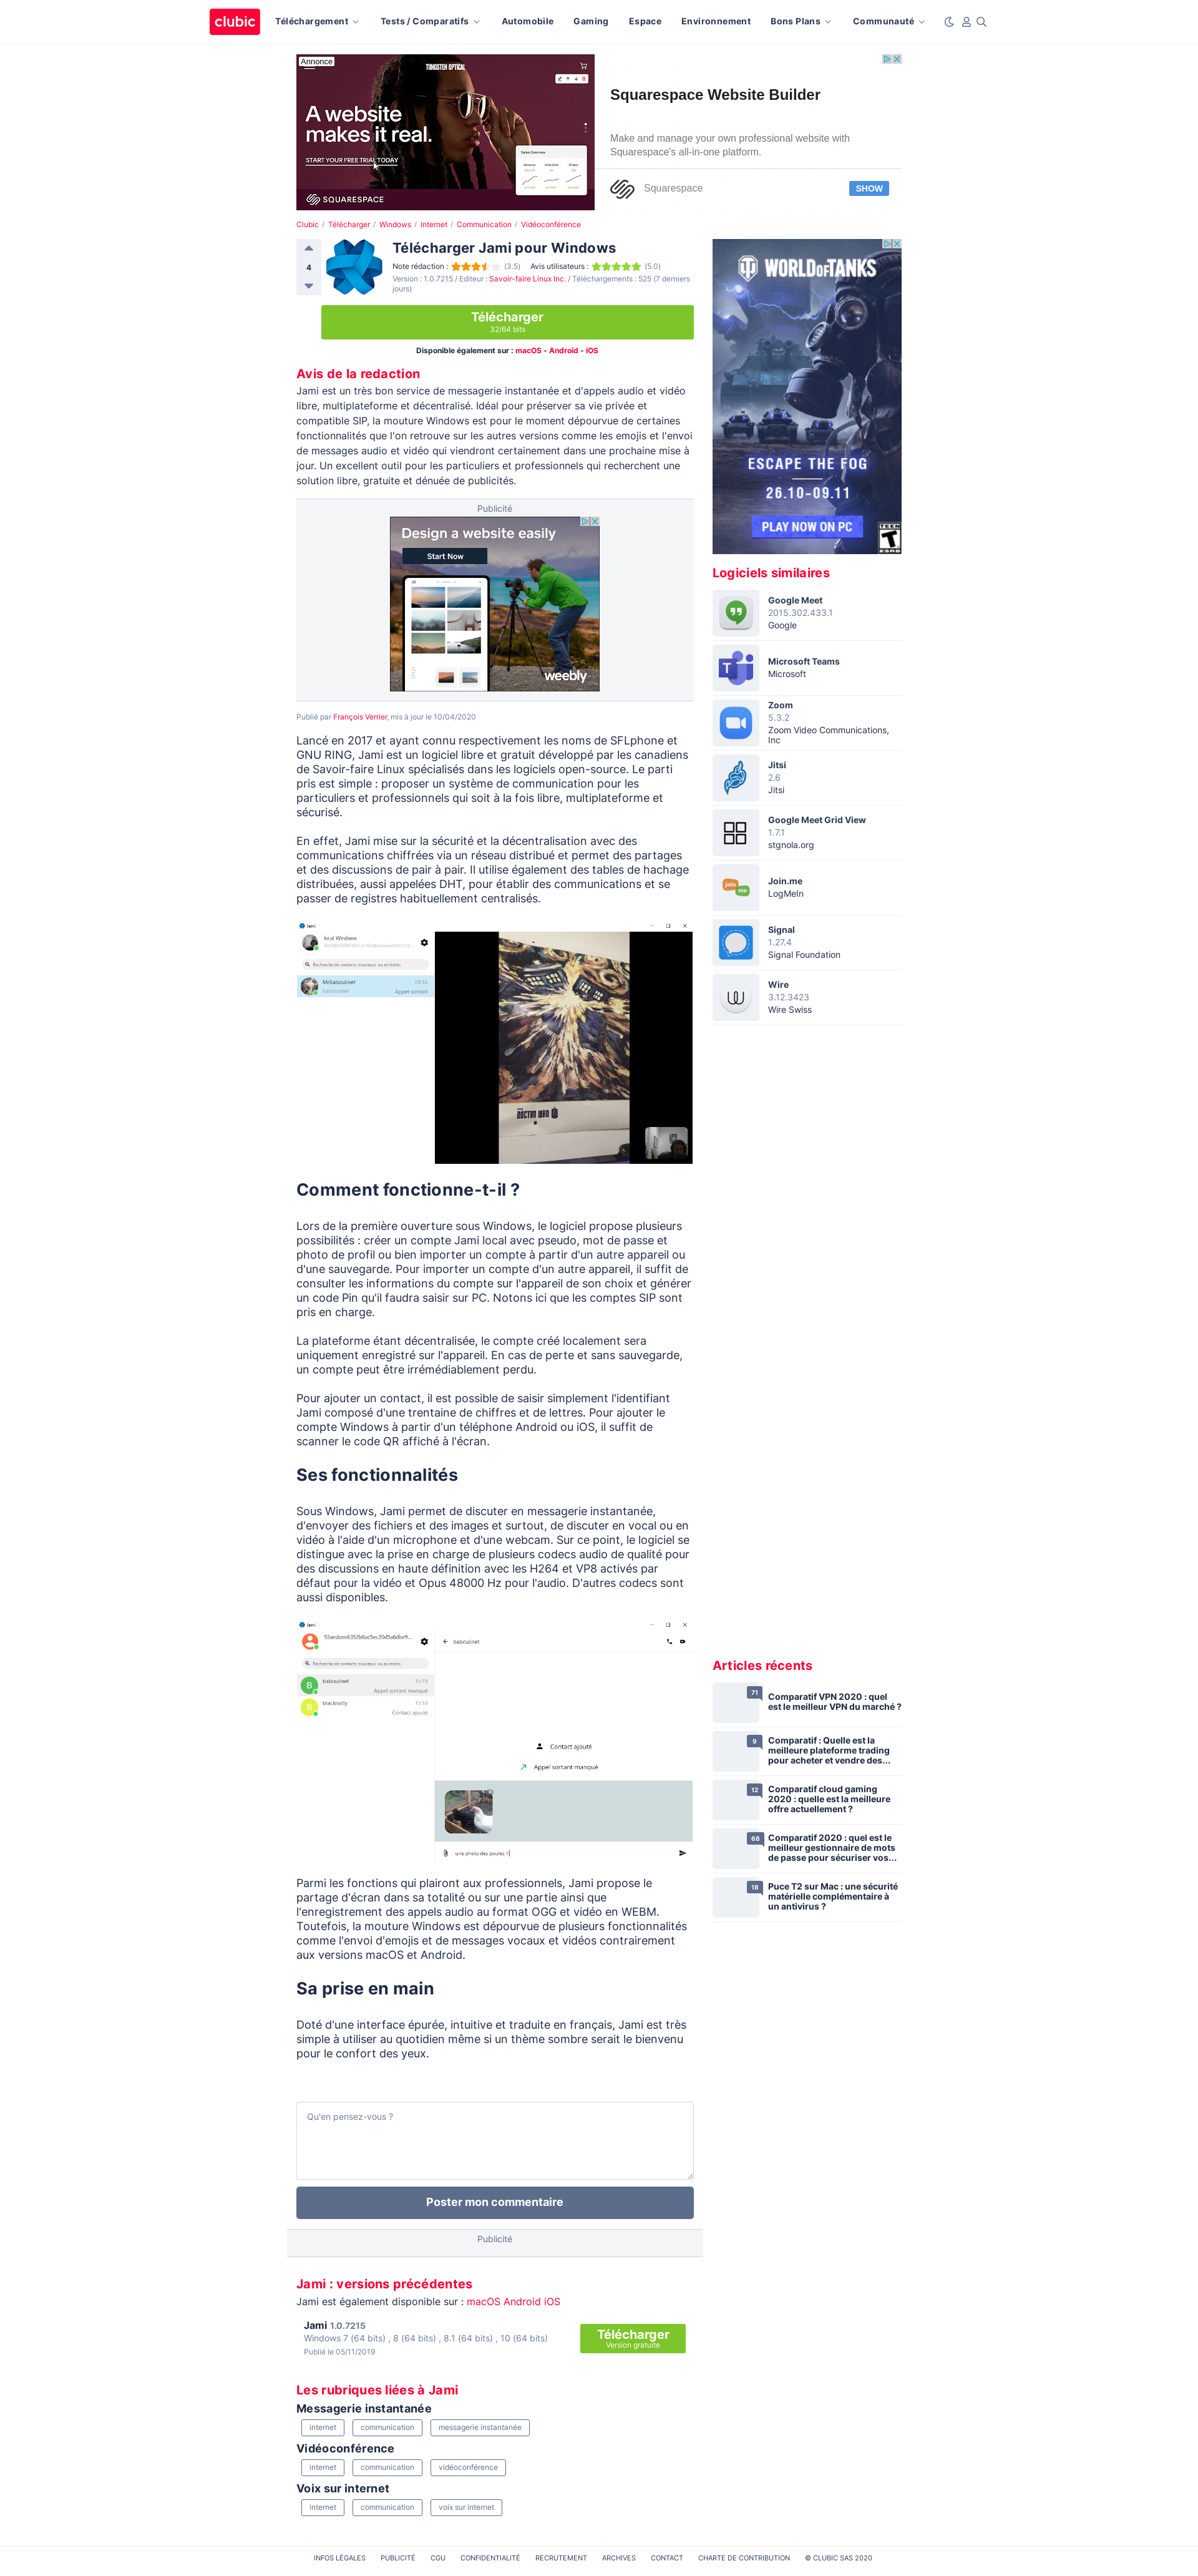 clubic
Téléchargement
Tests / Comparatifs
Automobile
Gaming
Espace
Environnement
Bons Plans
Communauté
Annonce
TUNGSTEN OPTICAL
A website
makes it real.
START YOUR FREE TRIAL TODAY
Sales Overview
SQUARESPACE
Squarespace Website Builder
Make and manage your own professional website with
Squarespace's all-in-one platform.
Squarespace
SHOW
Clubic / Télécharger / Windows / Internet / Communication / Vidéoconférence
4
Télécharger Jami pour Windows
Note rédaction : (3.5) Avis utilisateurs : (5.0)
Version : 1.0.7215 / Editeur : Savoir-faire Linux Inc. / Téléchargements : 525 (7 derniers
jours)
Télécharger
32/64 bits
Disponible également sur : macOS - Android - iOS
Avis de la redaction
Jami est un très bon service de messagerie instantanée et d'appels audio et vidéo
libre, multiplateforme et décentralisé. Idéal pour préserver sa vie privée et
compatible SIP, la mouture Windows est pour le moment dépourvue de certaines
fonctionnalités que l'on retrouve sur les autres versions comme les emojis et l'envoi
de messages audio et vidéo qui viendront certainement dans une prochaine mise à
jour. Un excellent outil pour les particuliers et professionnels qui recherchent une
solution libre, gratuite et dénuée de publicités.
Publicité
Design a website easily
Start Now
weebly
Publié par François Verrier, mis à jour le 10/04/2020
Lancé en 2017 et ayant connu respectivement les noms de SFLphone et
GNU RING, Jami est un logiciel libre et gratuit développé par les canadiens
de Savoir-faire Linux spécialisés dans les logiciels open-source. Le parti
pris est simple : proposer un système de communication pour les
particuliers et professionnels qui soit à la fois libre, multiplateforme et
sécurisé.
En effet, Jami mise sur la sécurité et la décentralisation avec des
communications chiffrées via un réseau distribué et permet des partages
et des discussions de pair à pair. Il utilise également des tables de hachage
distribuées, aussi appelées DHT, pour établir des communications et se
passer de registres habituellement centralisés.
Jami
local Windows
Recherche de contacts nouveaux ou existants
Mrtlaboulinet
09:16
baboulinet
Appel sortant
DOCTOR WHO
Comment fonctionne-t-il ?
Lors de la première ouverture sous Windows, le logiciel propose plusieurs
possibilités : créer un compte Jami local avec pseudo, mot de passe et
photo de profil ou bien importer un compte à partir d'un autre appareil ou
d'une sauvegarde. Pour importer un compte d'un autre appareil, il suffit de
consulter les informations du compte sur l'appareil de son choix et générer
un code Pin qu'il faudra saisir sur PC. Notons ici que les comptes SIP sont
pris en charge.
La plateforme étant décentralisée, le compte créé localement sera
uniquement enregistré sur l'appareil. En cas de perte et sans sauvegarde,
un compte peut être irrémédiablement perdu.
Pour ajouter un contact, il est possible de saisir simplement l'identifiant
Jami composé d'une trentaine de chiffres et de lettres. Pour ajouter le
compte Windows à partir d'un téléphone Android ou iOS, il suffit de
scanner le code QR affiché à l'écran.
Ses fonctionnalités
Sous Windows, Jami permet de discuter en messagerie instantanée,
d'envoyer des fichiers et des images et surtout, de discuter en vocal ou en
vidéo à l'aide d'un microphone et d'une webcam. Sur ce point, le logiciel se
distingue avec la prise en charge de plusieurs codecs audio de qualité pour
des discussions en haute définition avec les H264 et VP8 activés par
défaut pour la vidéo et Opus 48000 Hz pour l'audio. D'autres codecs sont
aussi disponibles.
Jami
Recherche de contacts nouveaux ou existants
baboulinet
Appel sortant manqué
blacknelly
Contact ajouté
baboulinet
Contact ajouté
Appel sortant manqué
une photo des poules !
Parmi les fonctions qui plairont aux professionnels, Jami propose le
partage d'écran dans sa totalité ou sur une partie ainsi que
l'enregistrement des appels audio au format OGG et vidéo en WEBM.
Toutefois, la mouture Windows est dépourvue de plusieurs fonctionnalités
comme l'envoi d'emojis et de messages vocaux et vidéos contrairement
aux versions macOS et Android.
Sa prise en main
Doté d'une interface épurée, intuitive et traduite en français, Jami est très
simple à utiliser au quotidien même si un thème sombre serait le bienvenu
pour le confort des yeux.
Qu'en pensez-vous ?
Poster mon commentaire
Publicité
Jami : versions précédentes
Jami est également disponible sur : macOS Android iOS
Jami 1.0.7215
Windows 7 (64 bits) , 8 (64 bits) , 8.1 (64 bits) , 10 (64 bits)
Publié le 05/11/2019
Télécharger
Version gratuite
Les rubriques liées à Jami
Messagerie instantanée
internet
communication
messagerie instantanée
Vidéoconférence
internet
communication
vidéoconférence
Voix sur internet
internet
communication
voix sur internet
WORLD OF TANKS
ESCAPE THE FOG
26.10-09.11
PLAY NOW ON PC
TEEN
T
ESRB
Logiciels similaires
Google Meet
2015.302.433.1
Google
Microsoft Teams
Microsoft
Zoom
5.3.2
Zoom Video Communications,
Inc
Jitsi
2.6
Jitsi
Google Meet Grid View
1.7.1
stgnola.org
join
me
Join.me
LogMeIn
Signal
1.27.4
Signal Foundation
Wire
3.12.3423
Wire Swiss
Articles récents
71
Comparatif VPN 2020 : quel
est le meilleur VPN du marché ?
9
Comparatif : Quelle est la
meilleure plateforme trading
pour acheter et vendre des...
12
Comparatif cloud gaming
2020 : quelle est la meilleure
offre actuellement ?
68
Comparatif 2020 : quel est le
meilleur gestionnaire de mots
de passe pour sécuriser vos...
18
Puce T2 sur Mac : une sécurité
matérielle complémentaire à
un antivirus ?
INFOS LÉGALES
PUBLICITÉ
CGU
CONFIDENTIALITÉ
RECRUTEMENT
ARCHIVES
CONTACT
CHARTE DE CONTRIBUTION
© CLUBIC SAS 2020